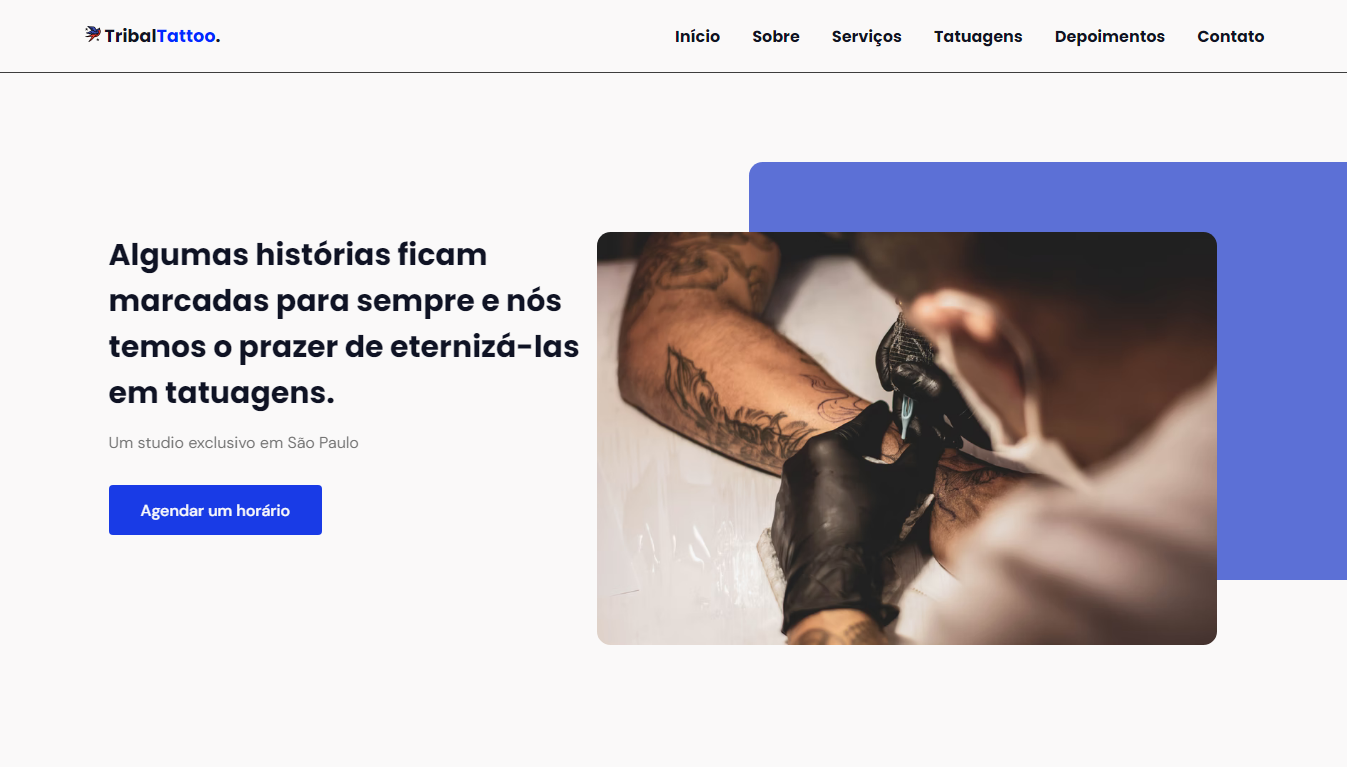 TribalTattoo.
Início Sobre Serviços Tatuagens Depoimentos Contato
Algumas histórias ficam
marcadas para sempre e nós
temos o prazer de eternizá-las
em tatuagens.
Um studio exclusivo em São Paulo
Agendar um horário